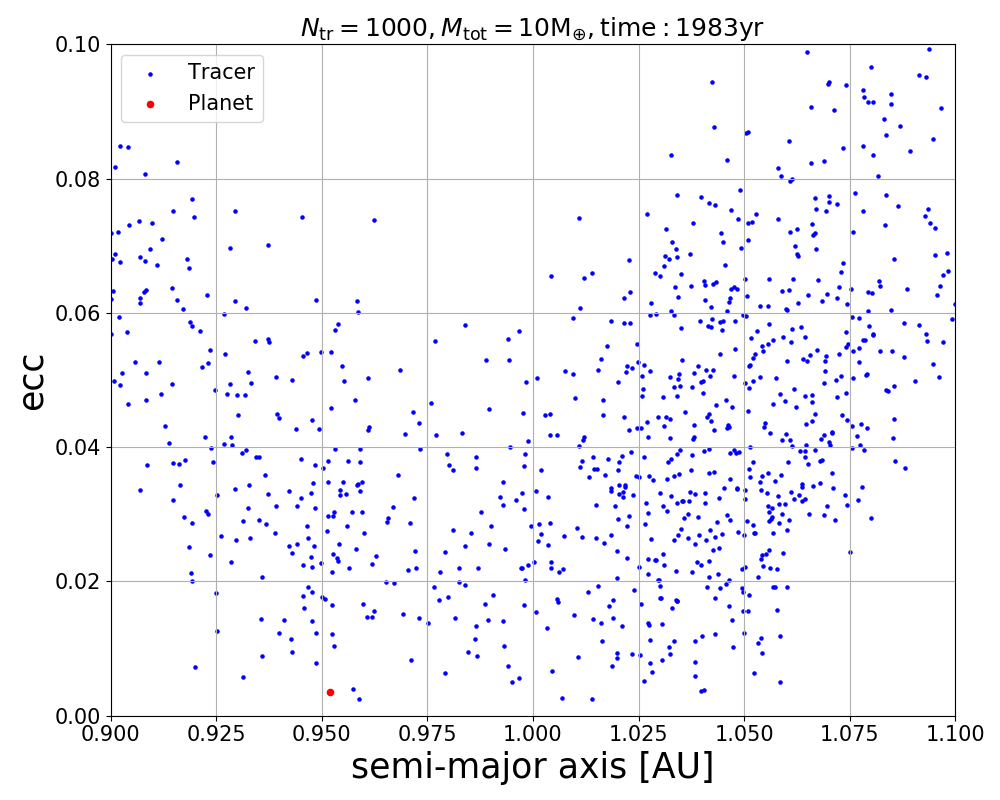 N_tr = 1000, M_tot = 10M_⊕, time : 1983yr
Tracer
Planet
0.10
0.08
0.06
0.04
0.02
0.00
ecc
0.900 0.925 0.950 0.975 1.000 1.025 1.050 1.075 1.100
semi-major axis [AU]